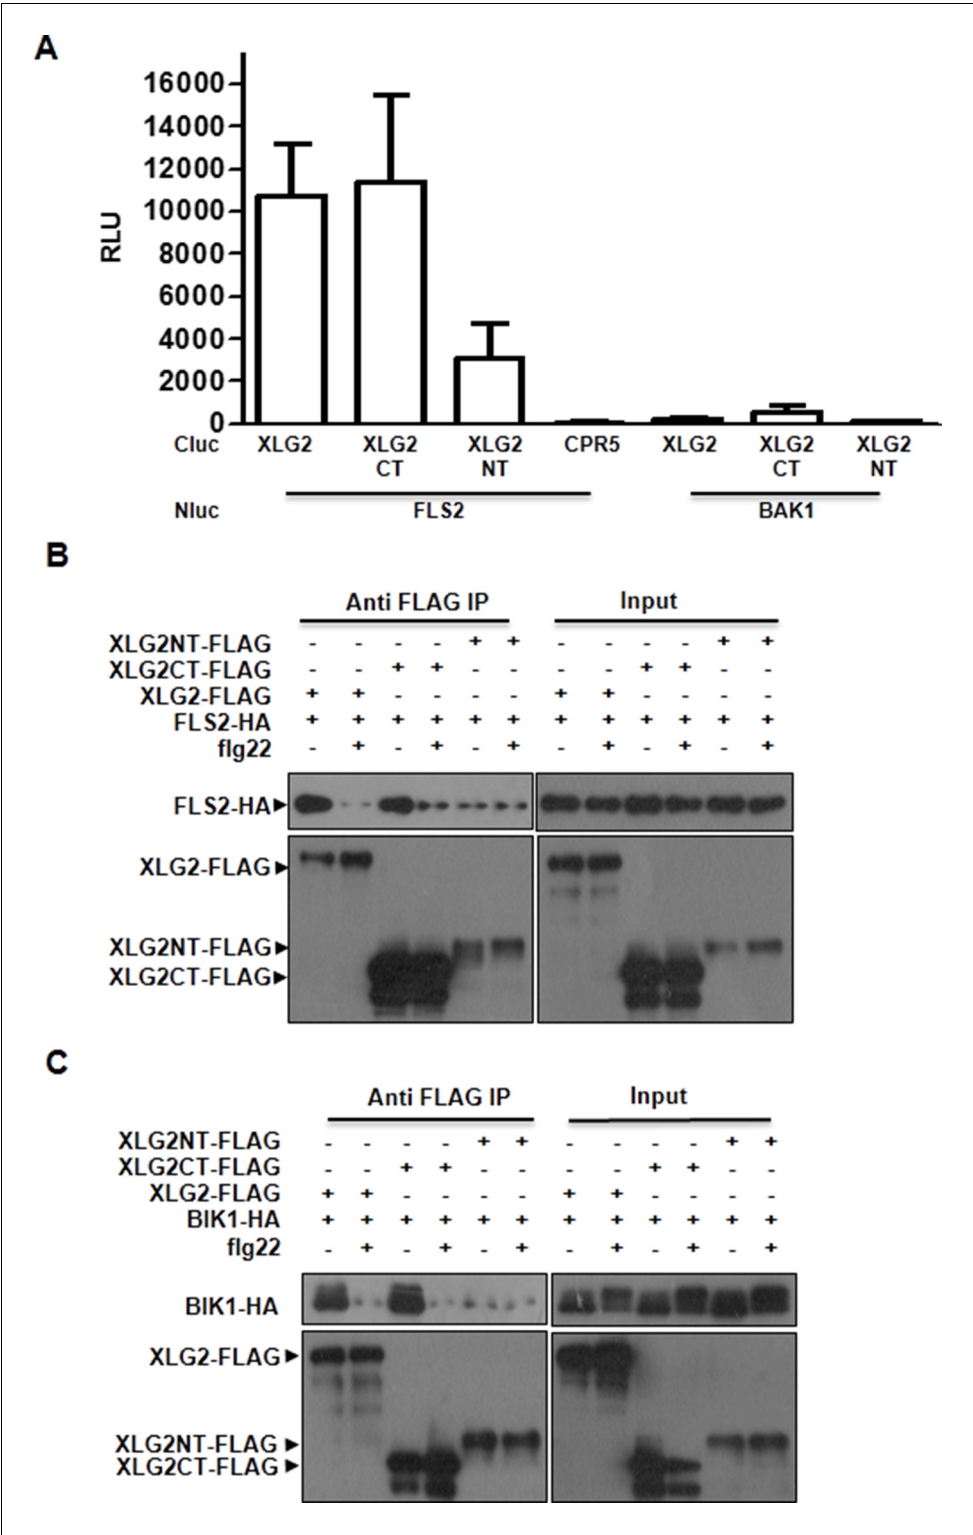 A
RLU
16000
14000
12000
10000
8000
6000
4000
2000
0
Cluc XLG2 XLG2 CT XLG2 NT CPR5 XLG2 XLG2 CT XLG2 NT
Nluc FLS2 BAK1
B
Anti FLAG IP Input
XLG2NT-FLAG - - - - + + - - - - + +
XLG2CT-FLAG - - + + - - - - + + - -
XLG2-FLAG + + - - - - + + - - - -
FLS2-HA + + + + + + + + + + + +
flg22 - + - + - + - + - + - +
FLS2-HA
XLG2-FLAG
XLG2NT-FLAG
XLG2CT-FLAG
C
Anti FLAG IP Input
XLG2NT-FLAG - - - - + + - - - - + +
XLG2CT-FLAG - - + + - - - - + + - -
XLG2-FLAG + + - - - - + + - - - -
BIK1-HA + + + + + + + + + + + +
flg22 - + - + - + - + - + - +
BIK1-HA
XLG2-FLAG
XLG2NT-FLAG
XLG2CT-FLAG